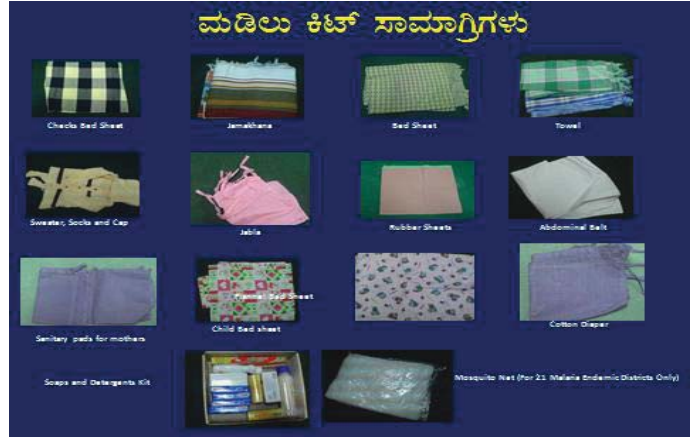 ಮಡಿಲು ಕಿಟ್ ಸಾಮಾಗ್ರಿಗಳು
Checks Bed Sheet
Jamakhana
Bed Sheet
Towel
Sweater, Socks and Cap
Jabla
Rubber Sheets
Abdominal Belt
Flannel Bed Sheet
Sanitary pads for mothers
Child Bad sheet
Cotton Diaper
Soaps and Detergents Kit
Mosquito Net (For 21 Malaria Endemic Districts Only)